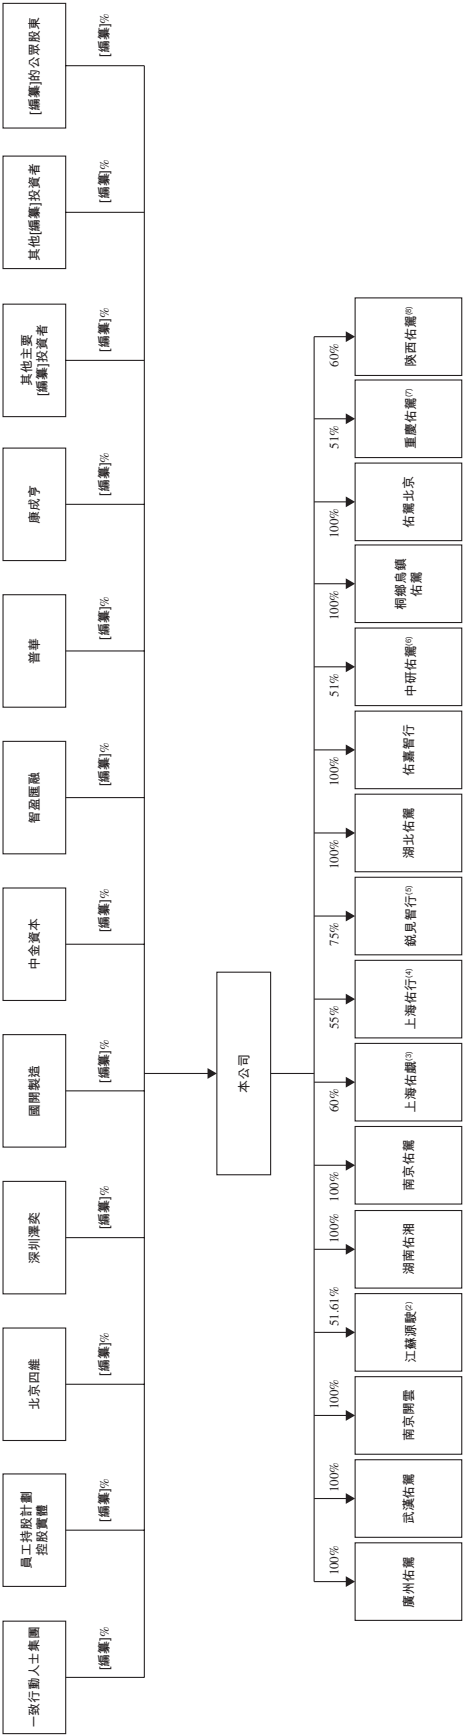 一致行動人士集團
員工持股計劃
控股實體
北京四維
深圳澤奕
國開製造
中金資本
智盈匯融
普華
康成亨
其他主要
[編纂]投資者
其他[編纂]投資者
[編纂]的公眾股東
[編纂]%
[編纂]%
[編纂]%
[編纂]%
[編纂]%
[編纂]%
[編纂]%
[編纂]%
[編纂]%
[編纂]%
[編纂]%
[編纂]%
本公司
100%
100%
100%
51.61%
100%
100%
60%
55%
75%
100%
100%
51%
100%
100%
51%
60%
廣州佑駕
武漢佑駕
南京開雲
江蘇源駛(2)
湖南佑湘
南京佑駕
上海佑覷(3)
上海佑行(4)
銳見智行(5)
湖北佑駕
佑嘉智行
中研佑駕(6)
桐鄉烏鎮
佑駕
佑駕北京
重慶佑駕(7)
陝西佑駕(8)